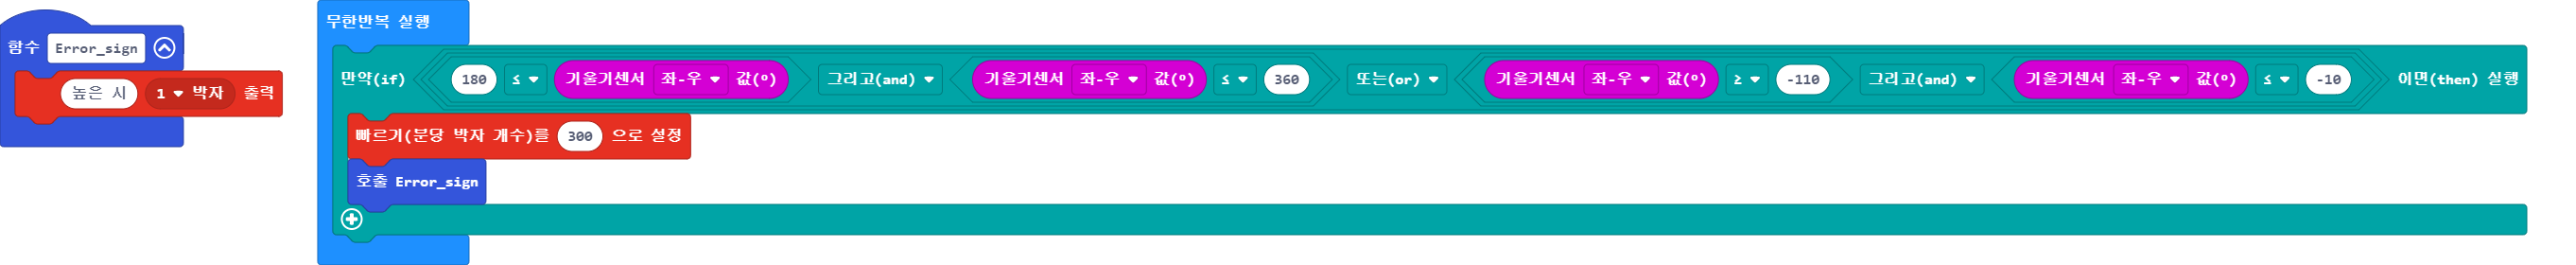 함수 Error_sign
높은 시 1 박자 출력
무한반복 실행
만약(if) 180 ≤ 기울기센서 좌-우 값(º) 그리고(and) 기울기센서 좌-우 값(º) ≤ 360 또는(or) 기울기센서 좌-우 값(º) ≥ -110 그리고(and) 기울기센서 좌-우 값(º) ≤ -10 이면(then) 실행
빠르기(분당 박자 개수)를 300 으로 설정
호출 Error_sign